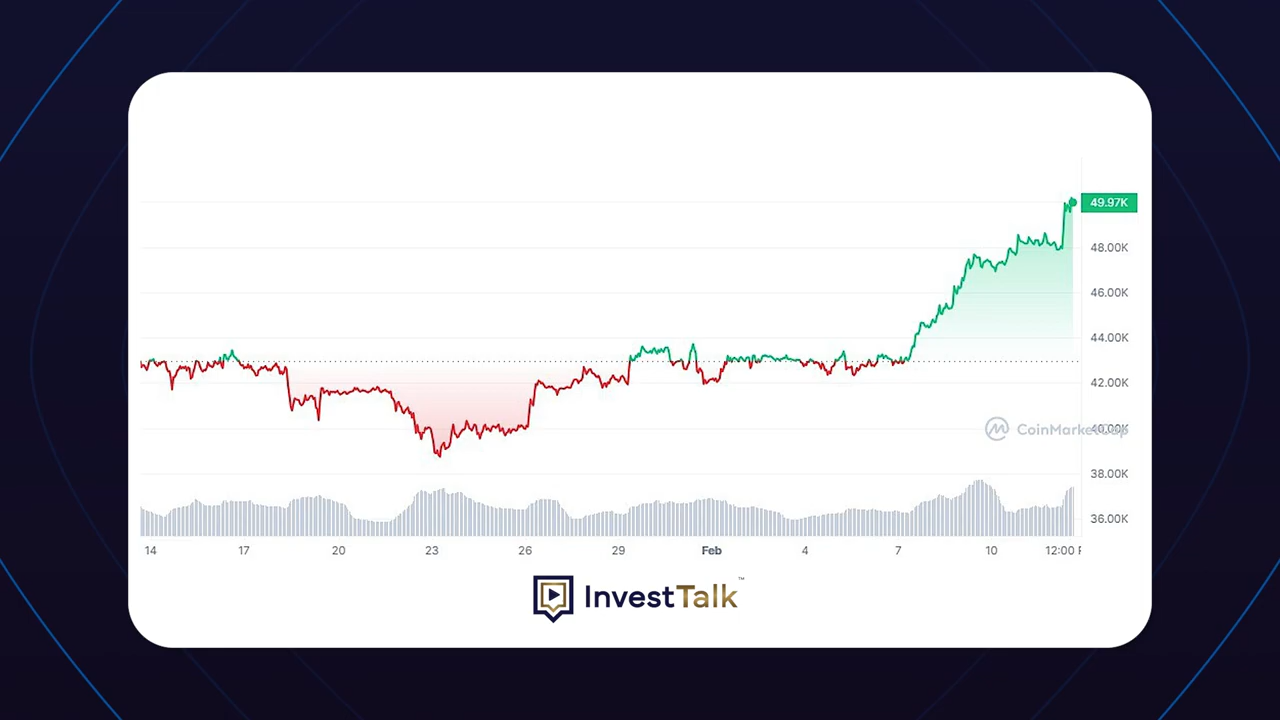 49.97K
48.00K
46.00K
44.00K
42.00K
40.00K
CoinMarketCap
38.00K
36.00K
14 17 20 23 26 29 Feb 4 7 10 12:00 P
InvestTalk™